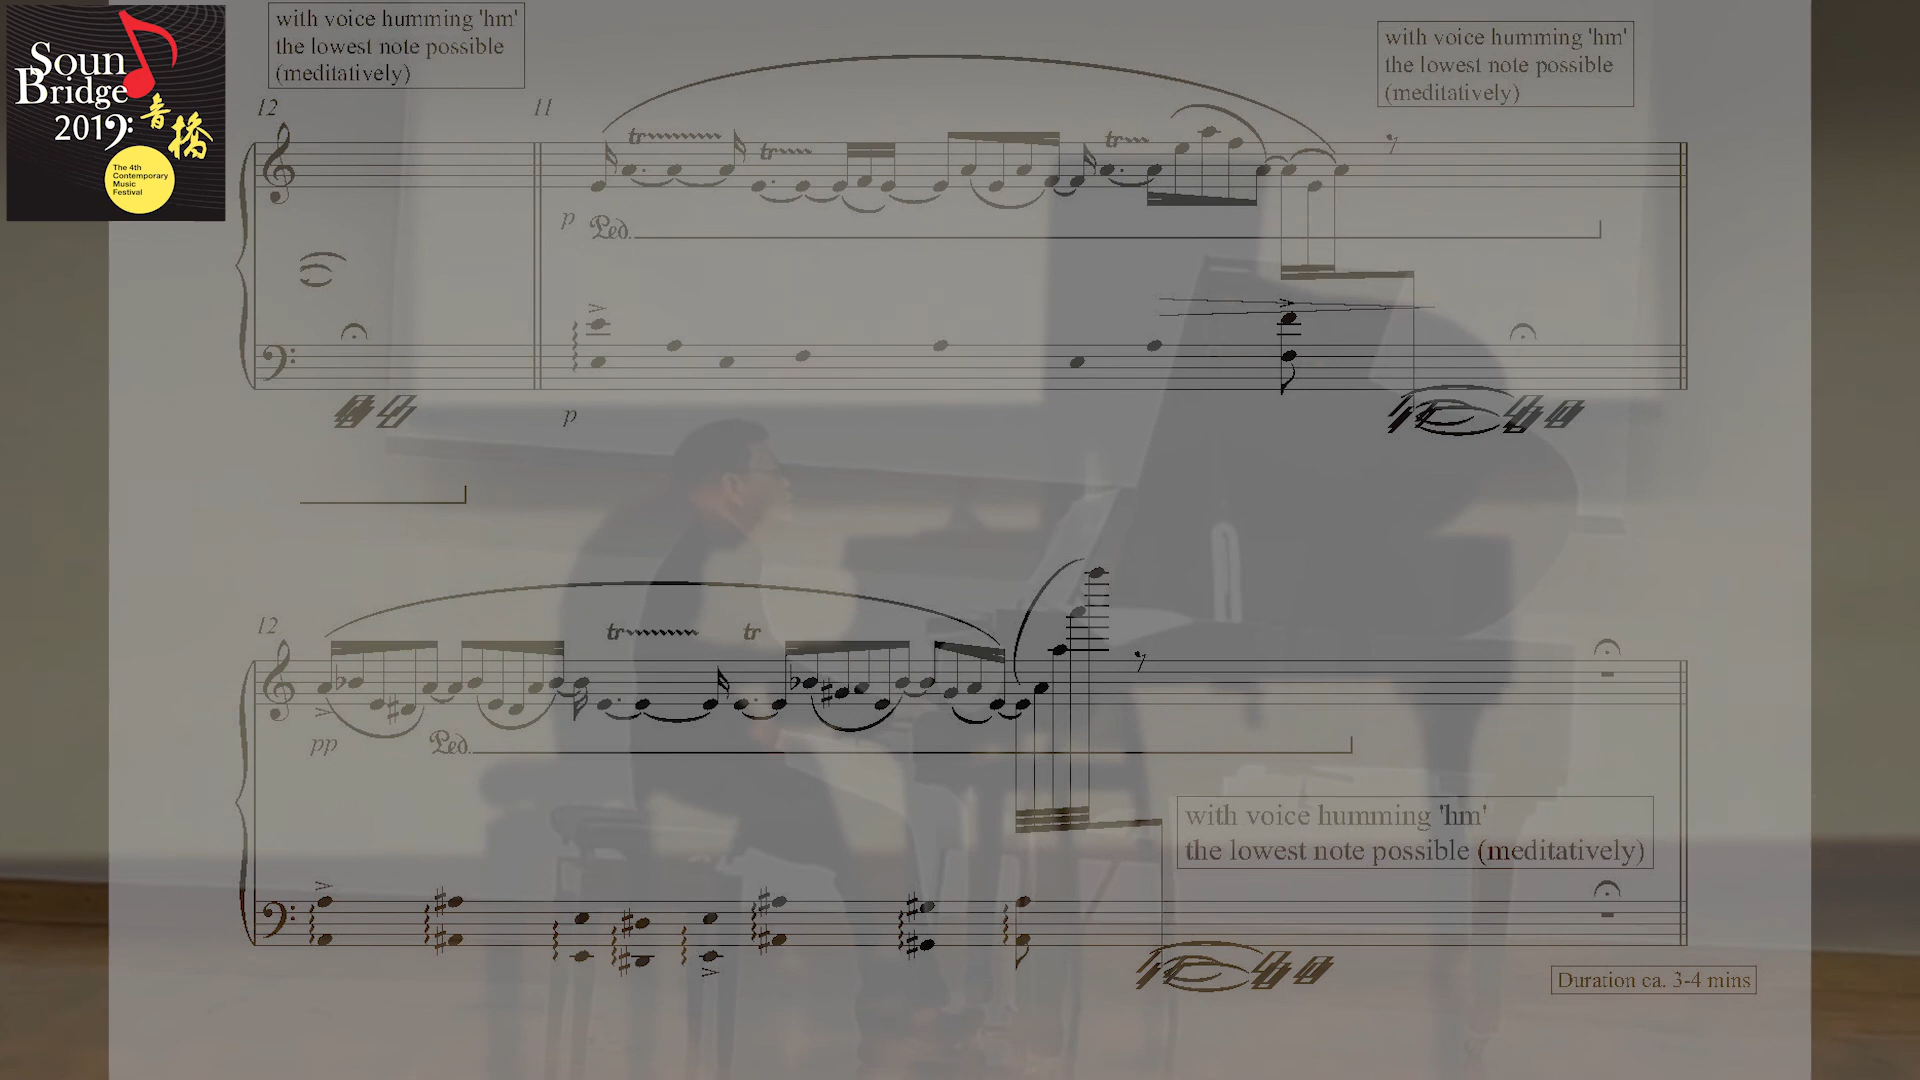 Soun
Bridge
2019
音橋
The 4th
Contemporary
Music
Festival
with voice humming 'hm'
the lowest note possible
(meditatively)
with voice humming 'hm'
the lowest note possible
(meditatively)
12
11
tr
tr
tr
p
Ped.
p
12
tr
tr
pp
Ped.
with voice humming 'hm'
the lowest note possible (meditatively)
Duration ca. 3-4 mins